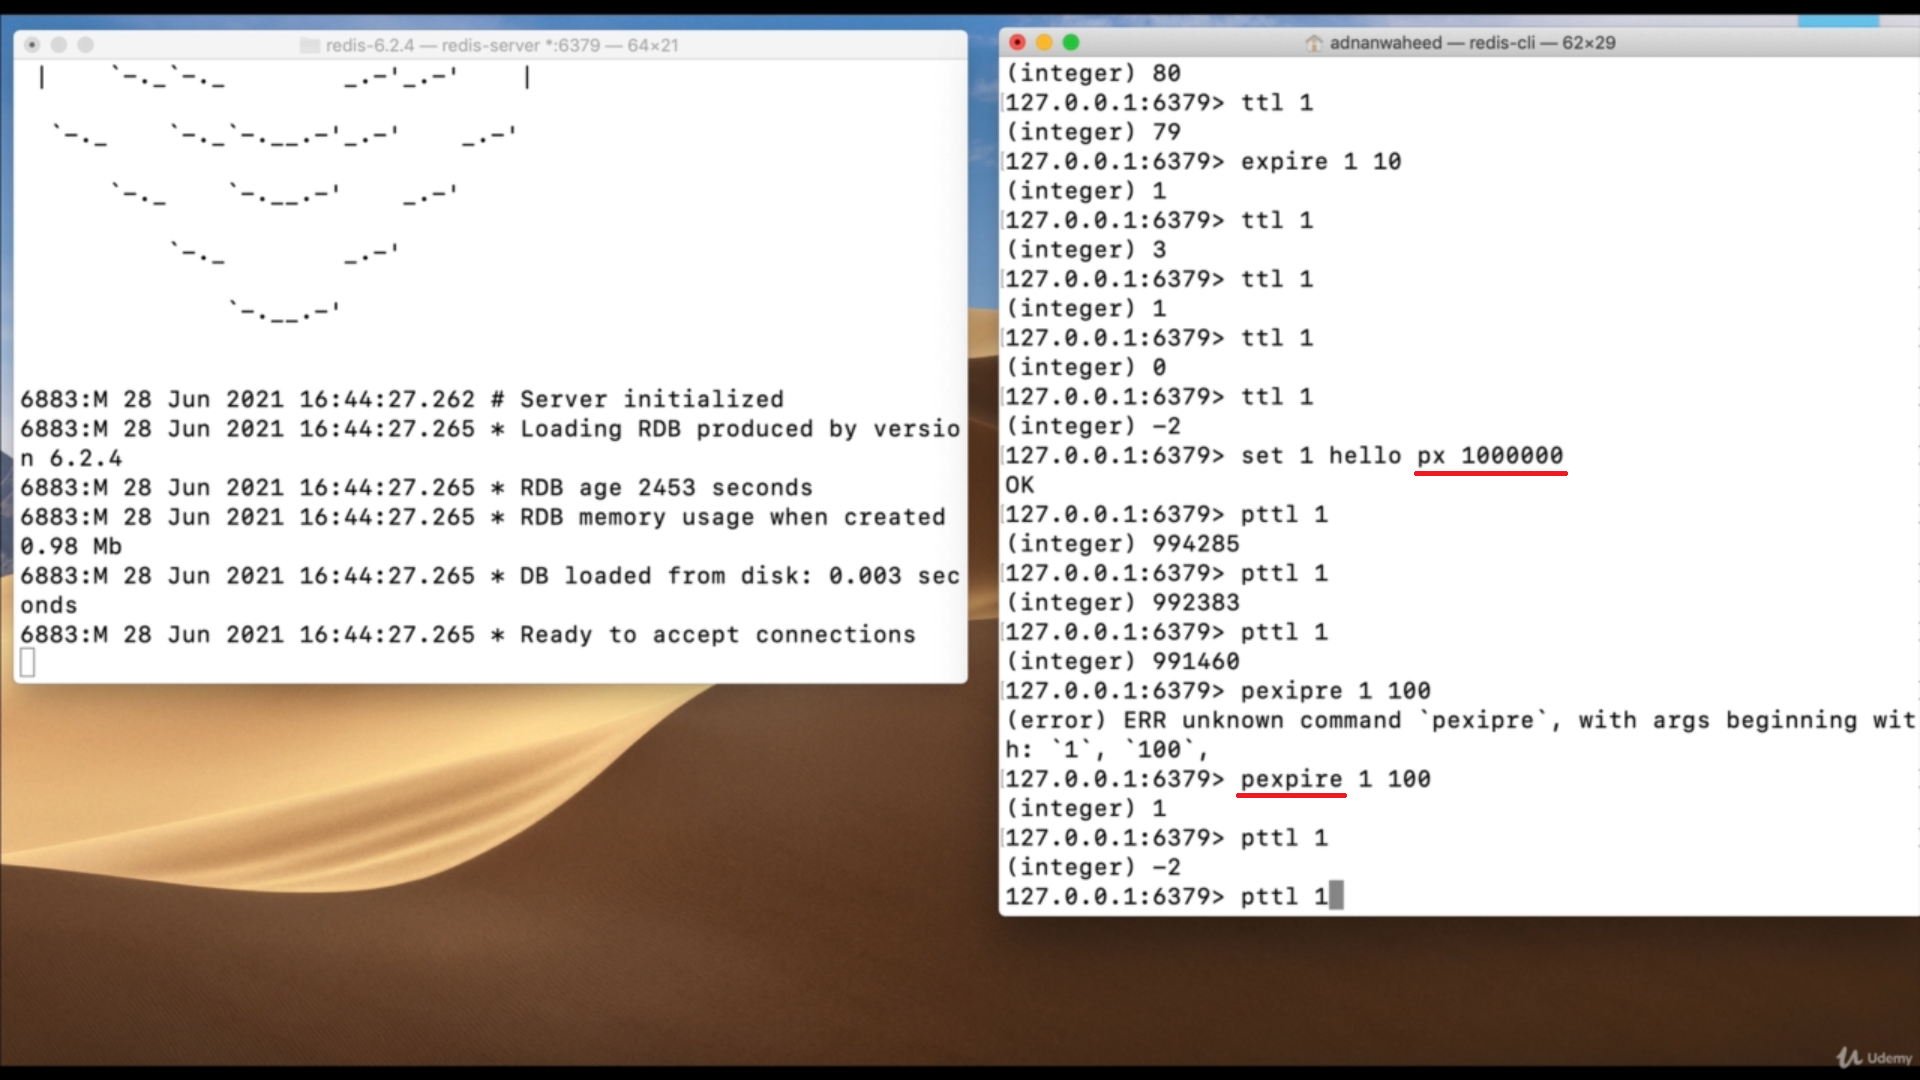 redis-6.2.4 — redis-server *:6379 — 64×21
6883:M 28 Jun 2021 16:44:27.262 # Server initialized
6883:M 28 Jun 2021 16:44:27.265 * Loading RDB produced by versio
n 6.2.4
6883:M 28 Jun 2021 16:44:27.265 * RDB age 2453 seconds
6883:M 28 Jun 2021 16:44:27.265 * RDB memory usage when created
0.98 Mb
6883:M 28 Jun 2021 16:44:27.265 * DB loaded from disk: 0.003 sec
onds
6883:M 28 Jun 2021 16:44:27.265 * Ready to accept connections
adnanwaheed — redis-cli — 62×29
(integer) 80
127.0.0.1:6379> ttl 1
(integer) 79
127.0.0.1:6379> expire 1 10
(integer) 1
127.0.0.1:6379> ttl 1
(integer) 3
127.0.0.1:6379> ttl 1
(integer) 1
127.0.0.1:6379> ttl 1
(integer) 0
127.0.0.1:6379> ttl 1
(integer) -2
127.0.0.1:6379> set 1 hello px 1000000
OK
127.0.0.1:6379> pttl 1
(integer) 994285
127.0.0.1:6379> pttl 1
(integer) 992383
127.0.0.1:6379> pttl 1
(integer) 991460
127.0.0.1:6379> pexipre 1 100
(error) ERR unknown command `pexipre`, with args beginning wit
h: `1`, `100`,
127.0.0.1:6379> pexpire 1 100
(integer) 1
127.0.0.1:6379> pttl 1
(integer) -2
127.0.0.1:6379> pttl 1
Udemy